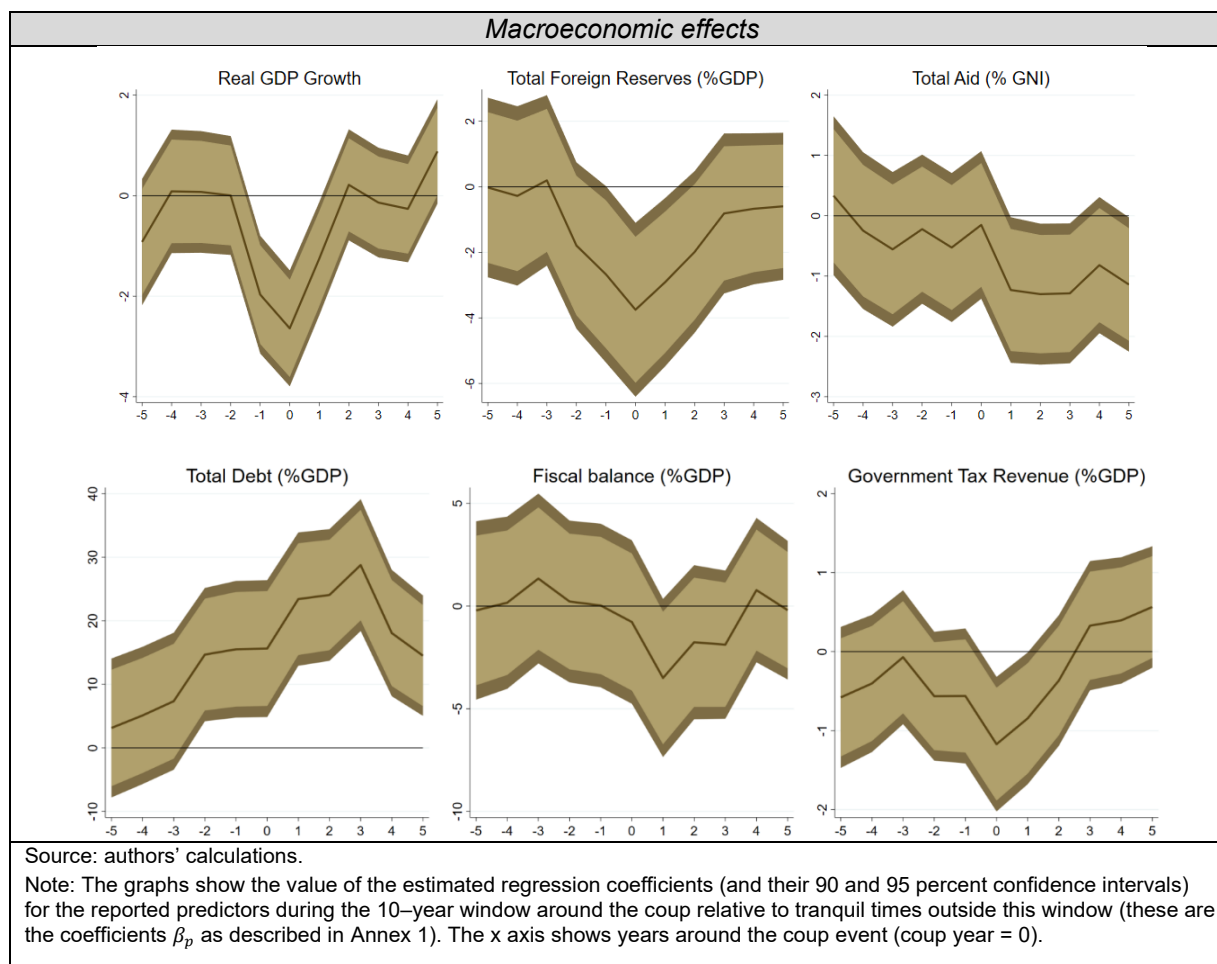 Macroeconomic effects
Real GDP Growth
Total Foreign Reserves (%GDP)
Total Aid (% GNI)
2
0
-2
-4
-5 -4 -3 -2 -1 0 1 2 3 4 5
2
0
-2
-4
-6
-5 -4 -3 -2 -1 0 1 2 3 4 5
2
1
0
-1
-2
-3
-5 -4 -3 -2 -1 0 1 2 3 4 5
Total Debt (%GDP)
Fiscal balance (%GDP)
Government Tax Revenue (%GDP)
40
30
20
10
0
-10
-5 -4 -3 -2 -1 0 1 2 3 4 5
5
0
-5
-10
-5 -4 -3 -2 -1 0 1 2 3 4 5
2
1
0
-1
-2
-5 -4 -3 -2 -1 0 1 2 3 4 5
Source: authors’ calculations.
Note: The graphs show the value of the estimated regression coefficients (and their 90 and 95 percent confidence intervals)
for the reported predictors during the 10–year window around the coup relative to tranquil times outside this window (these are
the coefficients 𝛽𝑝 as described in Annex 1). The x axis shows years around the coup event (coup year = 0).